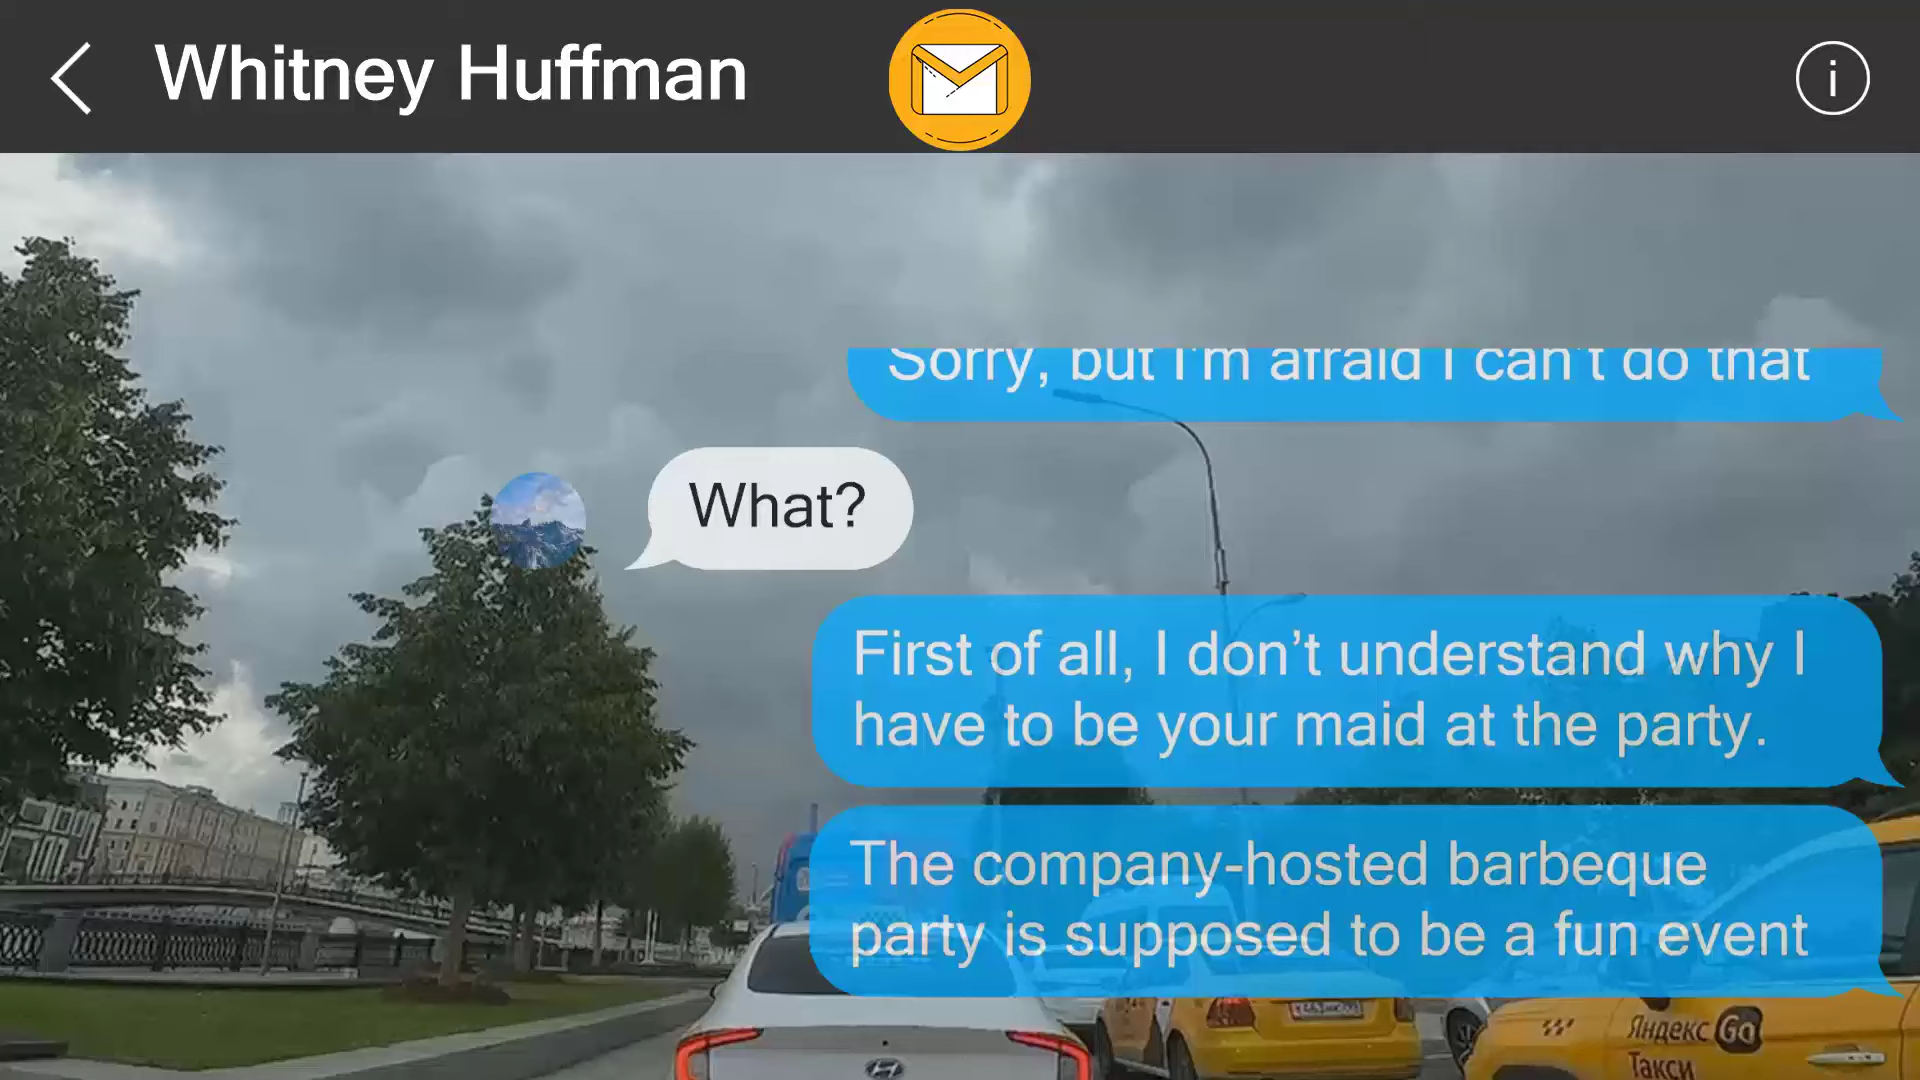 Whitney Huffman
i
Sorry, but I'm afraid I can't do that
What?
First of all, I don’t understand why I
have to be your maid at the party.
The company-hosted barbeque
party is supposed to be a fun event
Яндекс Go
Такси